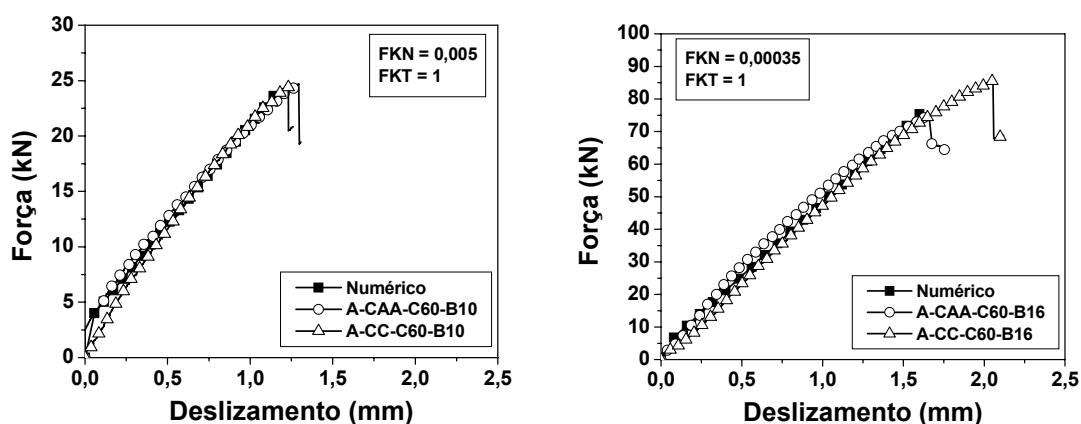 30
25
20
15
10
5
0
Força (kN)
FKN = 0,005
FKT = 1
Numérico
A-CAA-C60-B10
A-CC-C60-B10
0,0 0,5 1,0 1,5 2,0 2,5
Deslizamento (mm)
100
90
80
70
60
50
40
30
20
10
0
Força (kN)
FKN = 0,00035
FKT = 1
Numérico
A-CAA-C60-B16
A-CC-C60-B16
0,0 0,5 1,0 1,5 2,0 2,5
Deslizamento (mm)